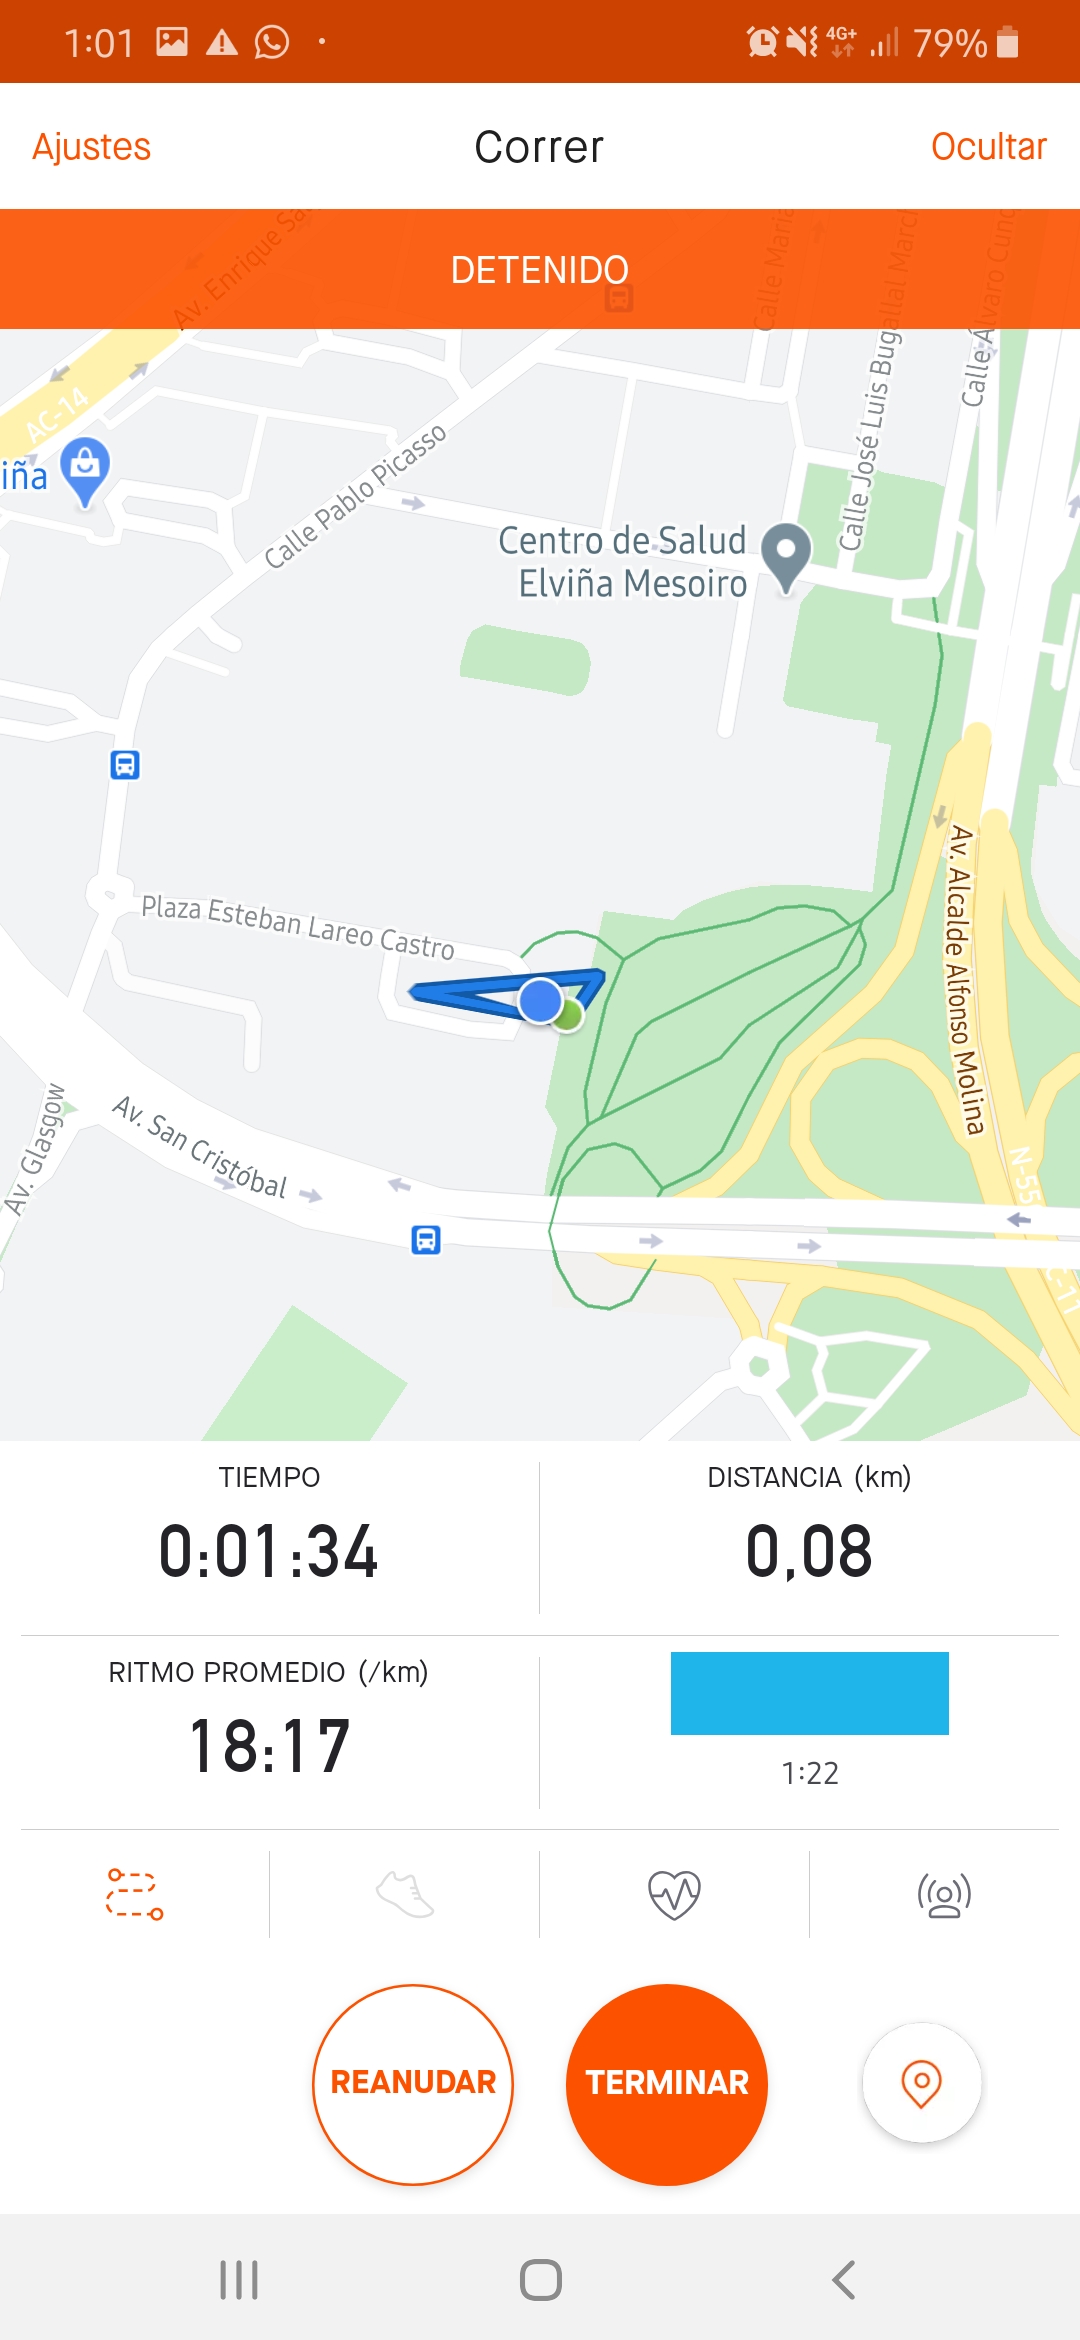 1:01
4G+
79%
Ajustes
Correr
Ocultar
DETENIDO
Av. Enrique
Calle María
Calle José Luis Bugallal March
Calle Álvaro Cunq
AC-14
iña
Calle Pablo Picasso
Centro de Salud
Elviña Mesoiro
Plaza Esteban Lareo Castro
Av. Alcalde Alfonso Molina
Av. Glasgow
Av. San Cristóbal
N-55
C-11
TIEMPO
0:01:34
DISTANCIA (km)
0,08
RITMO PROMEDIO (/km)
18:17
1:22
REANUDAR
TERMINAR